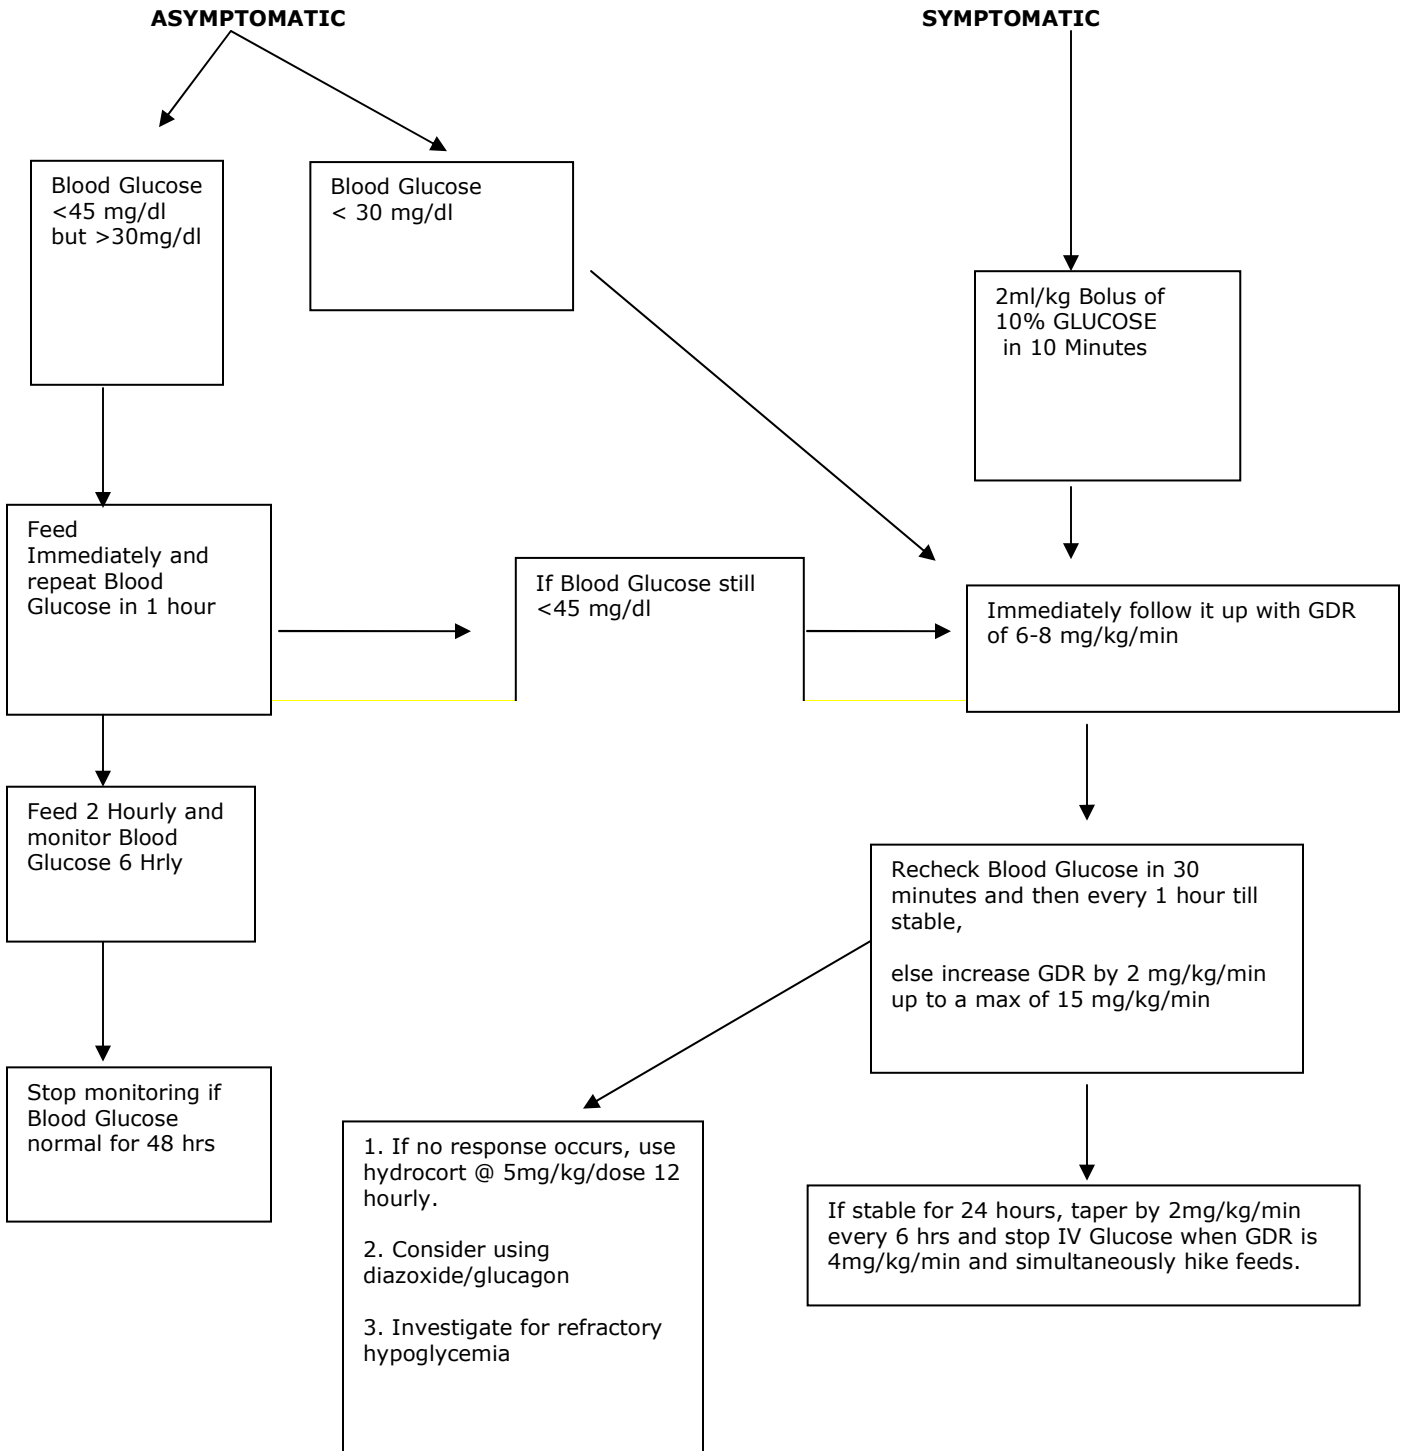 ASYMPTOMATIC
SYMPTOMATIC
Blood Glucose
<45 mg/dl
but >30mg/dl
Blood Glucose
< 30 mg/dl
2ml/kg Bolus of
10% GLUCOSE
in 10 Minutes
Feed
Immediately and
repeat Blood
Glucose in 1 hour
If Blood Glucose still
<45 mg/dl
Immediately follow it up with GDR
of 6-8 mg/kg/min
Feed 2 Hourly and
monitor Blood
Glucose 6 Hrly
Recheck Blood Glucose in 30
minutes and then every 1 hour till
stable,
else increase GDR by 2 mg/kg/min
up to a max of 15 mg/kg/min
Stop monitoring if
Blood Glucose
normal for 48 hrs
1. If no response occurs, use
hydrocort @ 5mg/kg/dose 12
hourly.
2. Consider using
diazoxide/glucagon
3. Investigate for refractory
hypoglycemia
If stable for 24 hours, taper by 2mg/kg/min
every 6 hrs and stop IV Glucose when GDR is
4mg/kg/min and simultaneously hike feeds.